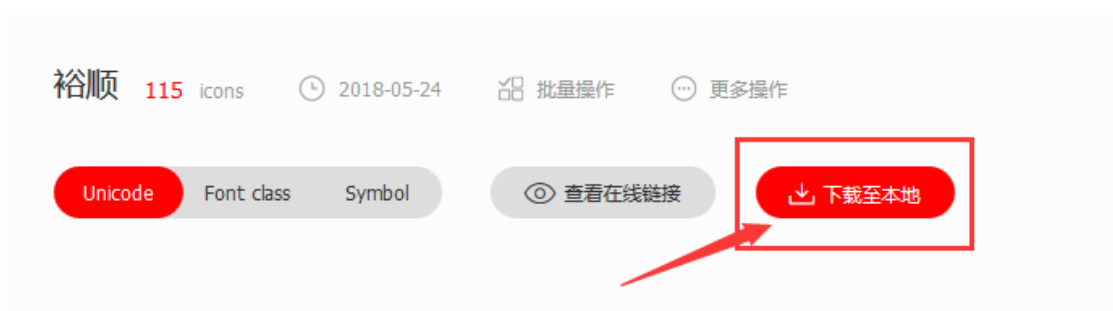 裕顺 115 icons 2018-05-24 批量操作 更多操作
Unicode Font class Symbol 查看在线链接 下载至本地